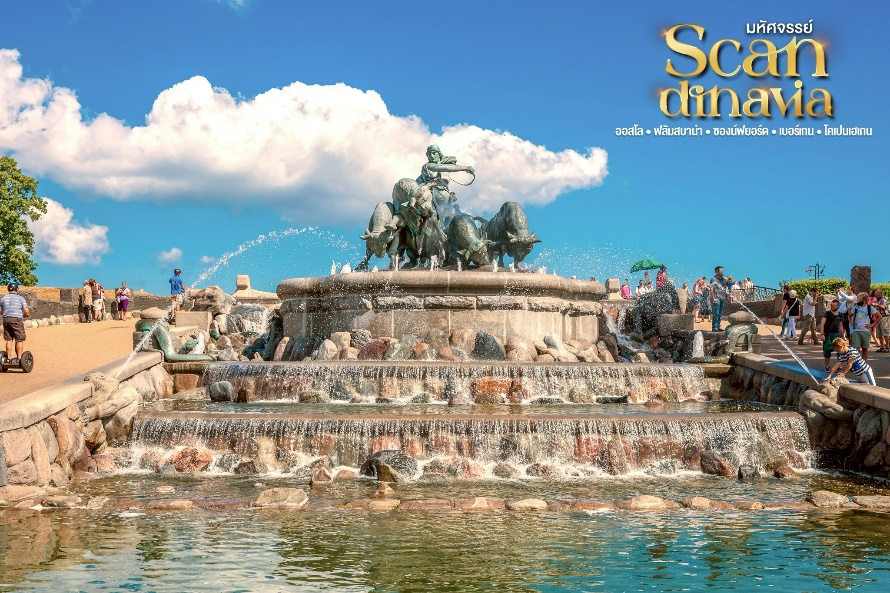 มหัศจรรย์
Scan
dinavia
ออสโล • ฟลัมสบาน่า • ซองน์ฟยอร์ด • เบอร์เกน • โคเปนเฮเกน